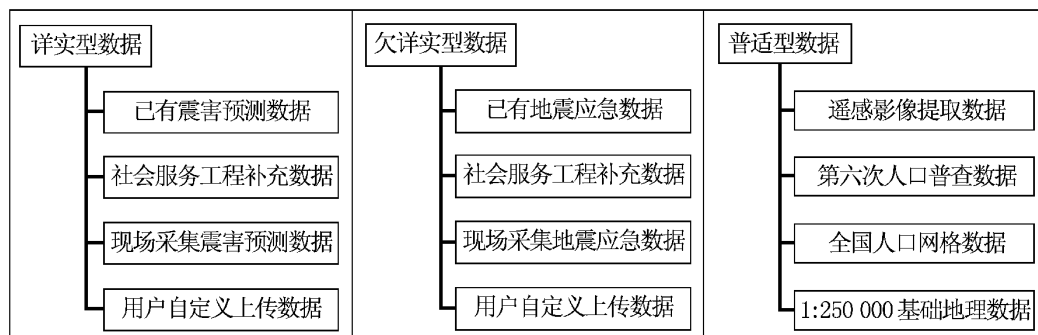 详实型数据
已有震害预测数据
社会服务工程补充数据
现场采集震害预测数据
用户自定义上传数据
欠详实型数据
已有地震应急数据
社会服务工程补充数据
现场采集地震应急数据
用户自定义上传数据
普适型数据
遥感影像提取数据
第六次人口普查数据
全国人口网格数据
1:250 000 基础地理数据